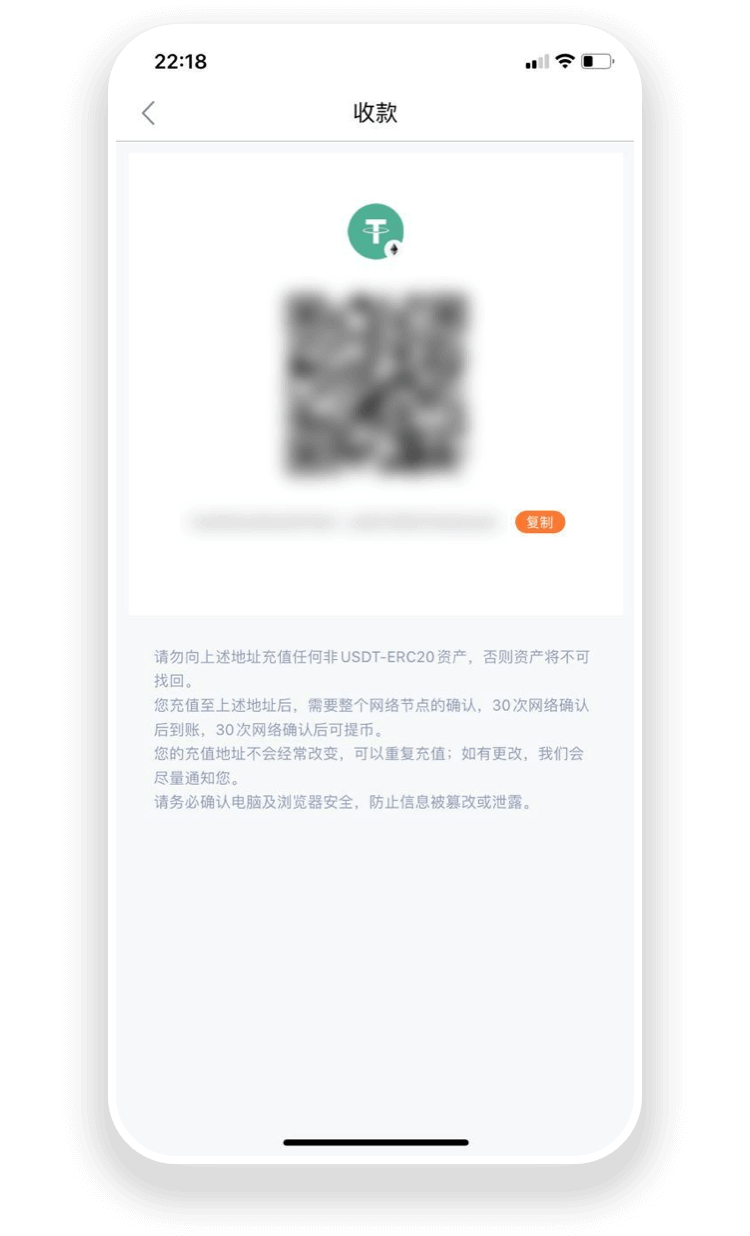 22:18
收款
复制
请勿向上述地址充值任何非USDT-ERC20资产，否则资产将不可
找回。
您充值至上述地址后，需要整个网络节点的确认，30次网络确认
后到账，30次网络确认后可提币。
您的充值地址不会经常改变，可以重复充值；如有更改，我们会
尽量通知您。
请务必确认电脑及浏览器安全，防止信息被篡改或泄露。